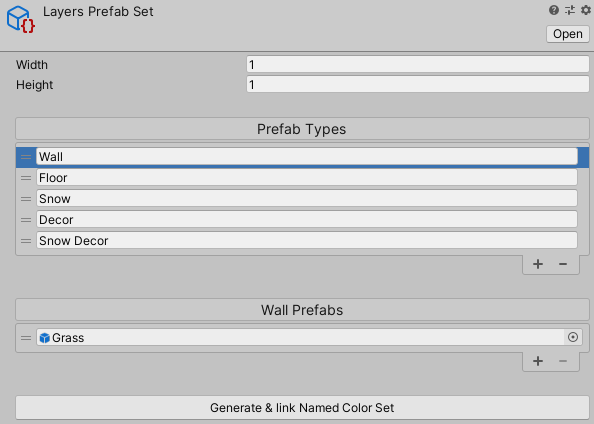 Layers Prefab Set
Open
Width 1
Height 1
Prefab Types
Wall
Floor
Snow
Decor
Snow Decor
Wall Prefabs
Grass
Generate & link Named Color Set